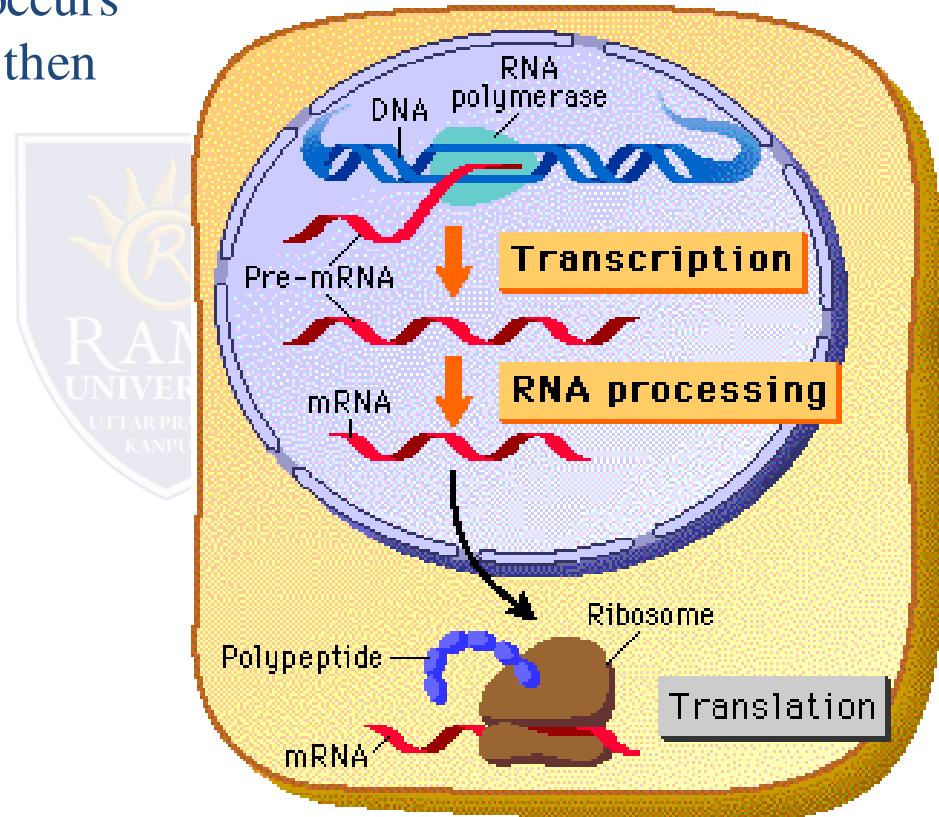 occurs
then
RNA
polymerase
DNA
Pre-mRNA
Transcription
RNA processing
mRNA
Ribosome
Polypeptide
Translation
mRNA